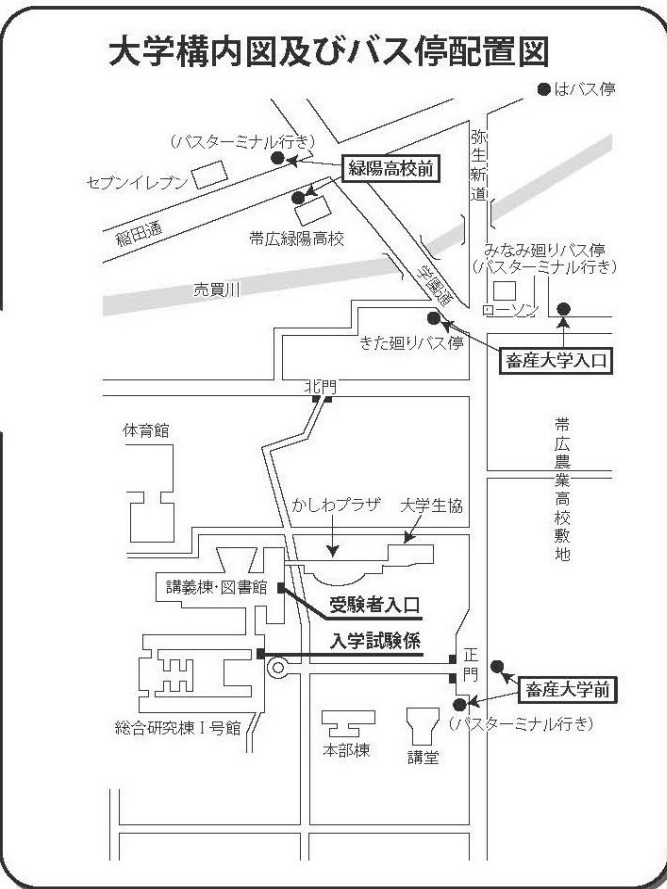 大学構内図及びバス停配置図
●はバス停
(バスターミナル行き)
弥生新道
緑陽高校前
セブンイレブン
稲田通
帯広緑陽高校
みなみ廻りバス停
(バスターミナル行き)
売買川
ローソン
きた廻りバス停
畜産大学入口
北門
体育館
帯広農業高校敷地
かしわプラザ
大学生協
講義棟・図書館
受験者入口
入学試験係
正門
畜産大学前
(バスターミナル行き)
総合研究棟Ⅰ号館
本部棟
講堂